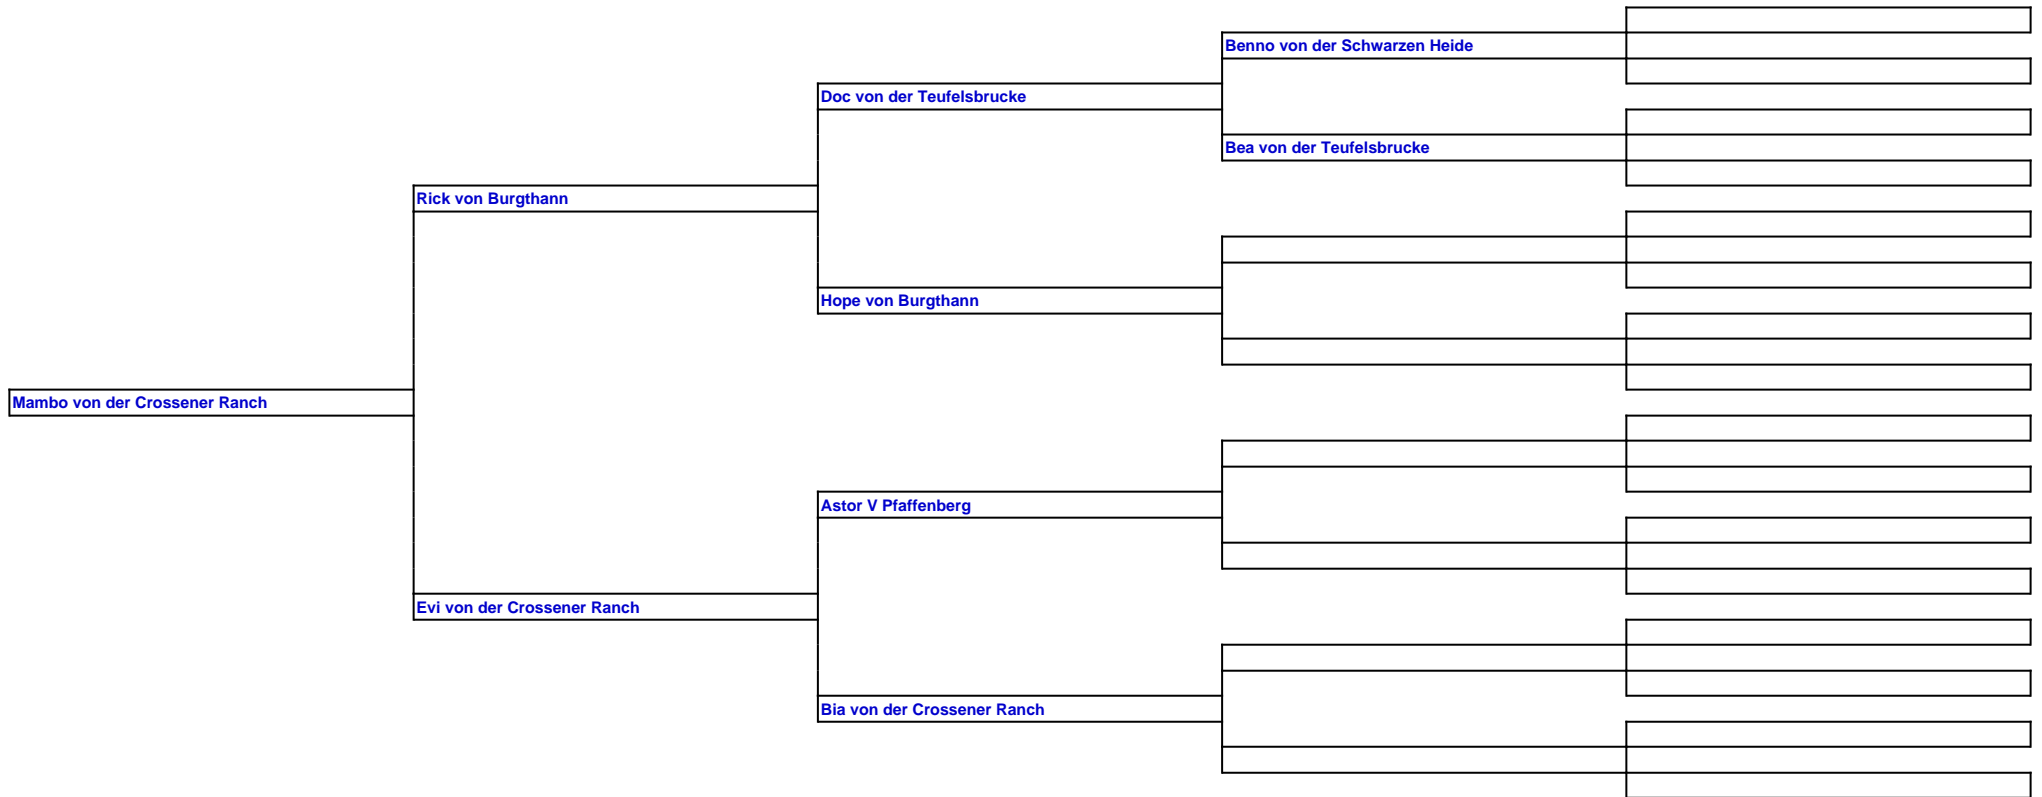 Benno von der Schwarzen Heide
Doc von der Teufelsbrucke
Bea von der Teufelsbrucke
Rick von Burgthann
Hope von Burgthann
Mambo von der Crossener Ranch
Astor V Pfaffenberg
Evi von der Crossener Ranch
Bia von der Crossener Ranch